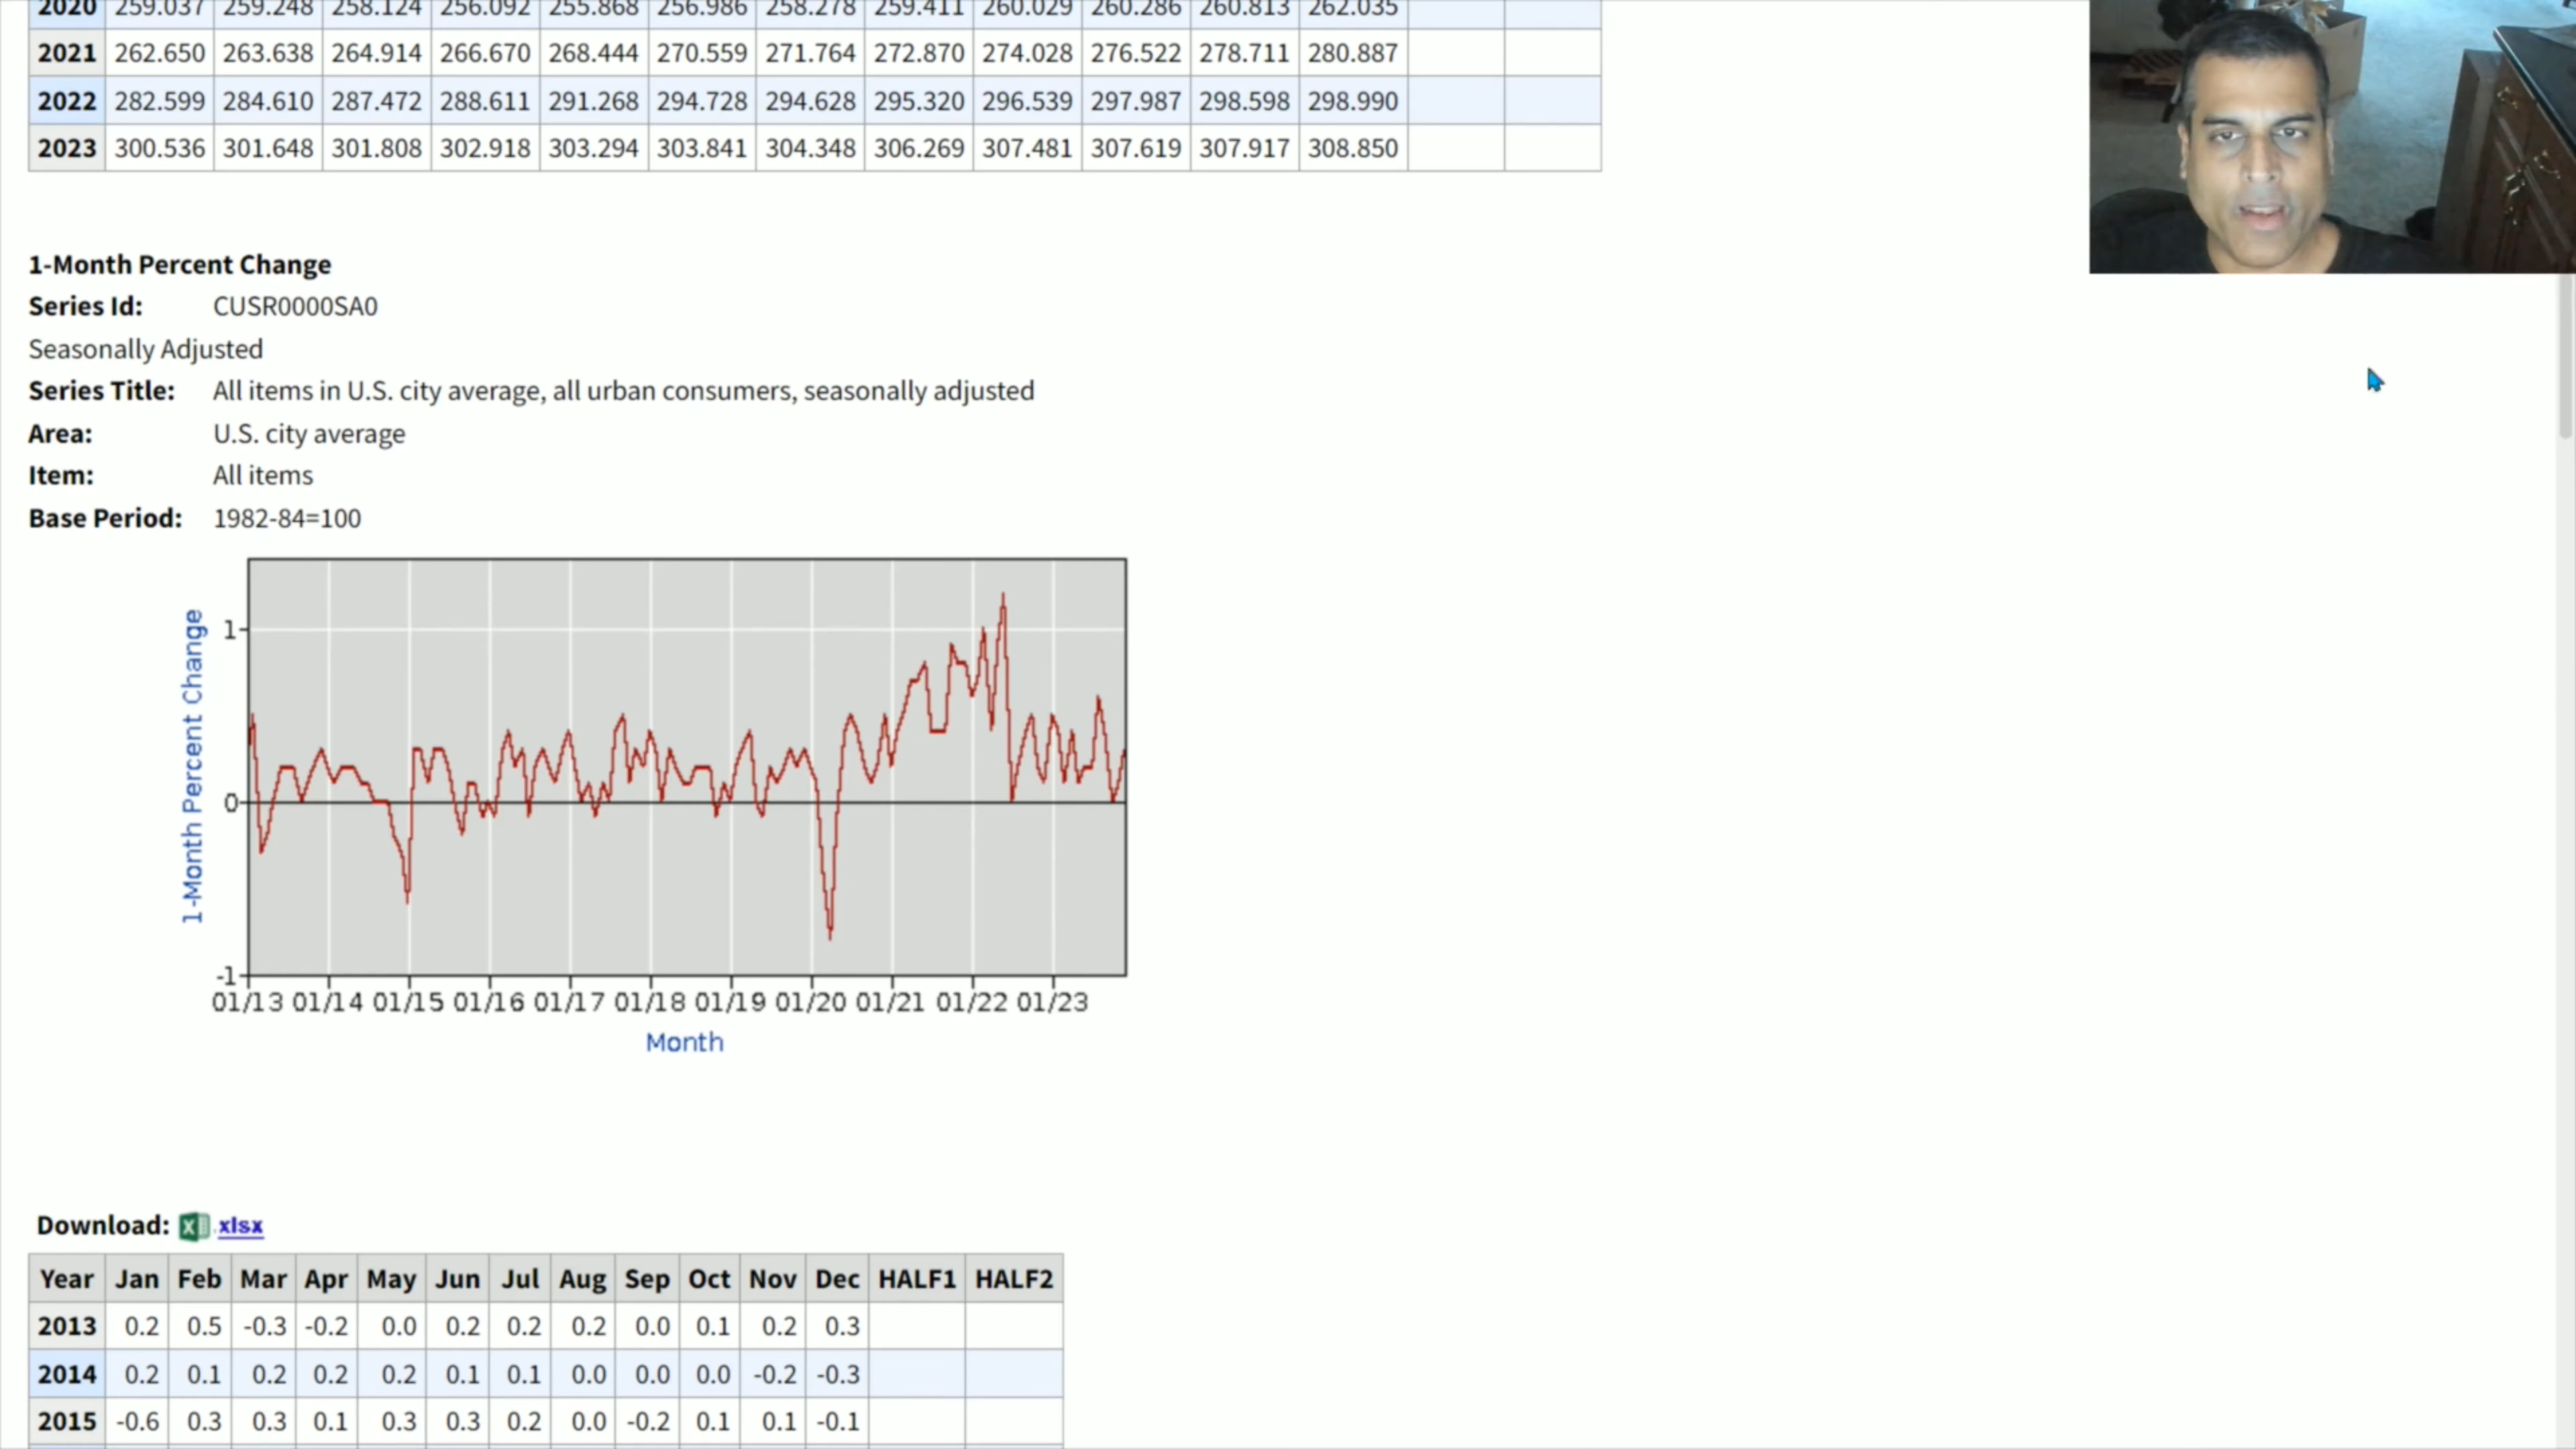 2020 259.037 259.248 258.124 256.092 255.868 256.986 258.278 259.411 260.029 260.286 260.813 262.035
2021 262.650 263.638 264.914 266.670 268.444 270.559 271.764 272.870 274.028 276.522 278.711 280.887
2022 282.599 284.610 287.472 288.611 291.268 294.728 294.628 295.320 296.539 297.987 298.598 298.990
2023 300.536 301.648 301.808 302.918 303.294 303.841 304.348 306.269 307.481 307.619 307.917 308.850
1-Month Percent Change
Series Id: CUSR0000SA0
Seasonally Adjusted
Series Title: All items in U.S. city average, all urban consumers, seasonally adjusted
Area: U.S. city average
Item: All items
Base Period: 1982-84=100
1-Month Percent Change
1
0
-1
01/13 01/14 01/15 01/16 01/17 01/18 01/19 01/20 01/21 01/22 01/23
Month
Download: xlsx
Year Jan Feb Mar Apr May Jun Jul Aug Sep Oct Nov Dec HALF1 HALF2
2013 0.2 0.5 -0.3 -0.2 0.0 0.2 0.2 0.2 0.0 0.1 0.2 0.3
2014 0.2 0.1 0.2 0.2 0.2 0.1 0.1 0.0 0.0 0.0 -0.2 -0.3
2015 -0.6 0.3 0.3 0.1 0.3 0.3 0.2 0.0 -0.2 0.1 0.1 -0.1